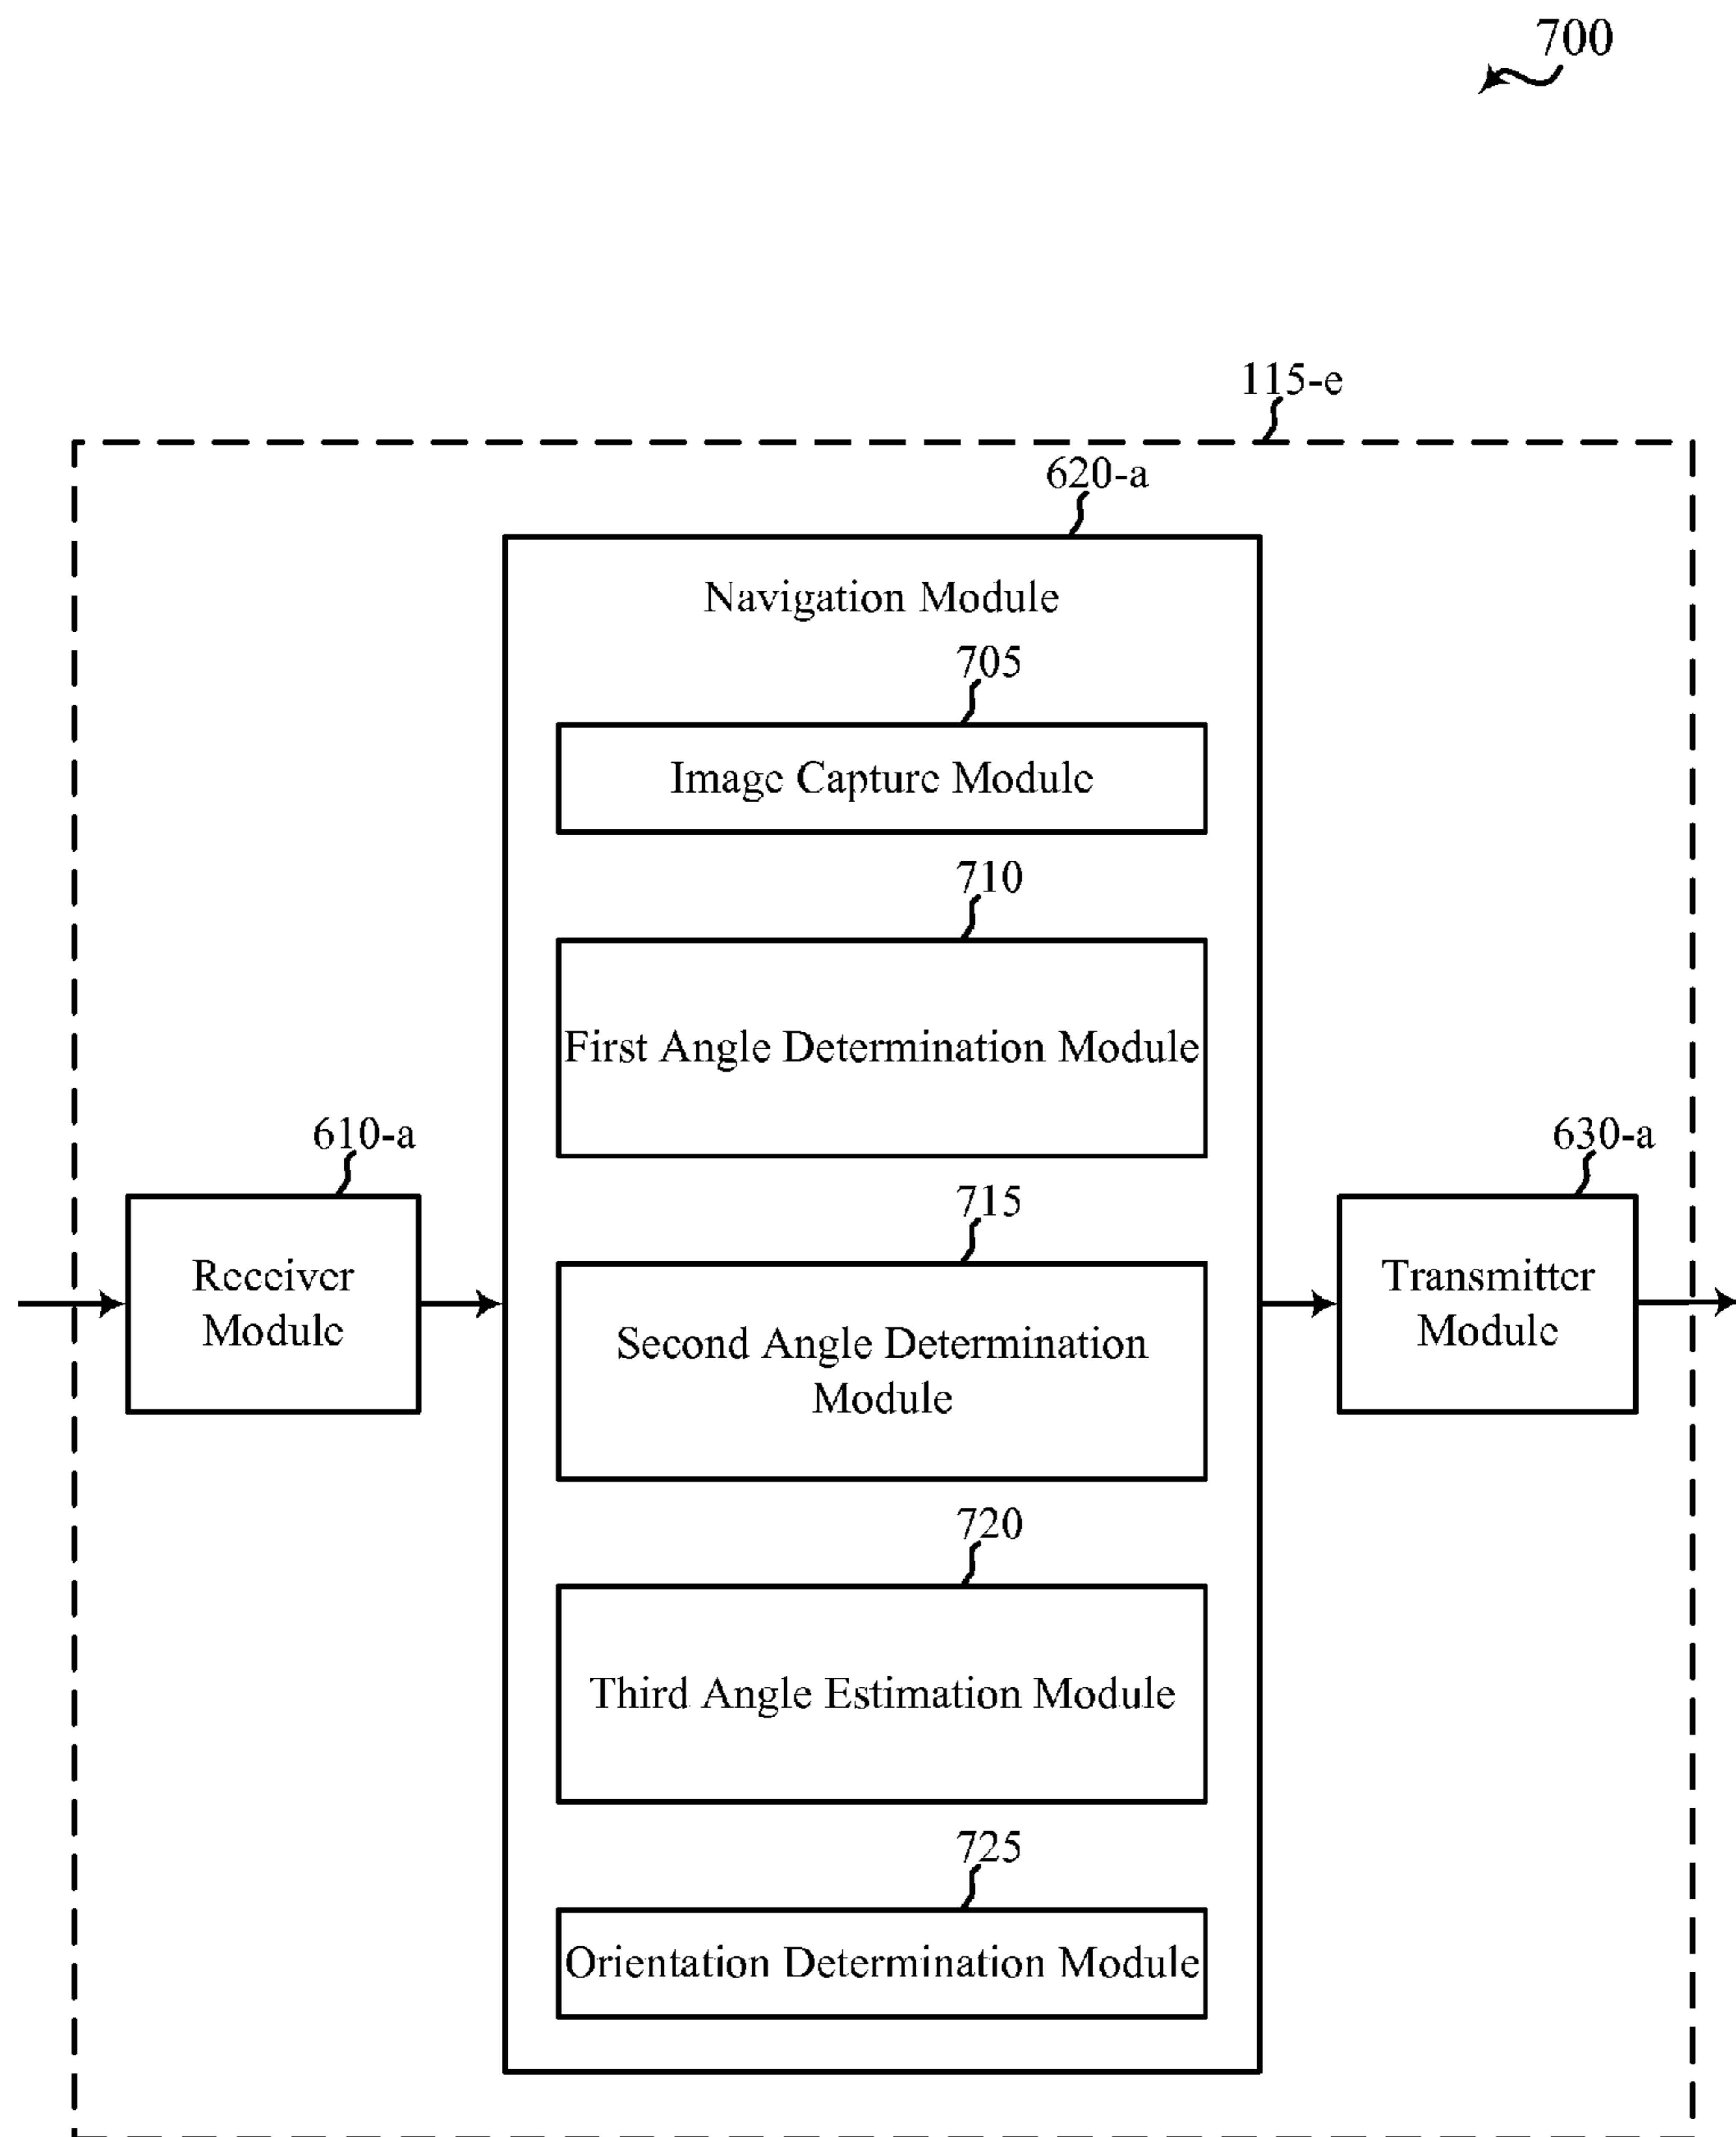 700
115-e
620-a
Navigation Module
705
Image Capture Module
710
First Angle Determination Module
610-a
Receiver
Module
630-a
Transmitter
Module
715
Second Angle Determination
Module
720
Third Angle Estimation Module
725
Orientation Determination Module